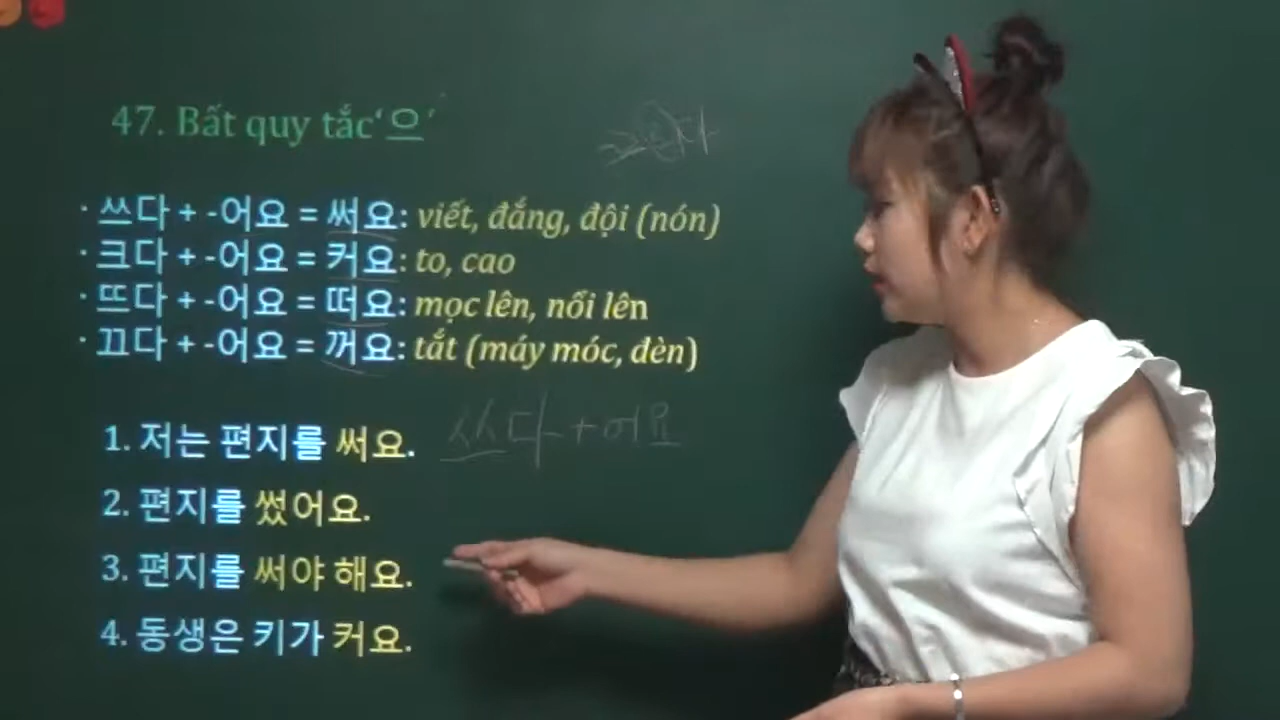 47. Bất quy tắc‘으’
· 쓰다 + -어요 = 써요: viết, đắng, đội (nón)
· 크다 + -어요 = 커요: to, cao
· 뜨다 + -어요 = 떠요: mọc lên, nổi lên
· 끄다 + -어요 = 꺼요: tắt (máy móc, đèn)
1. 저는 편지를 써요.
쓰다 + 어요
2. 편지를 썼어요.
3. 편지를 써야 해요.
4. 동생은 키가 커요.